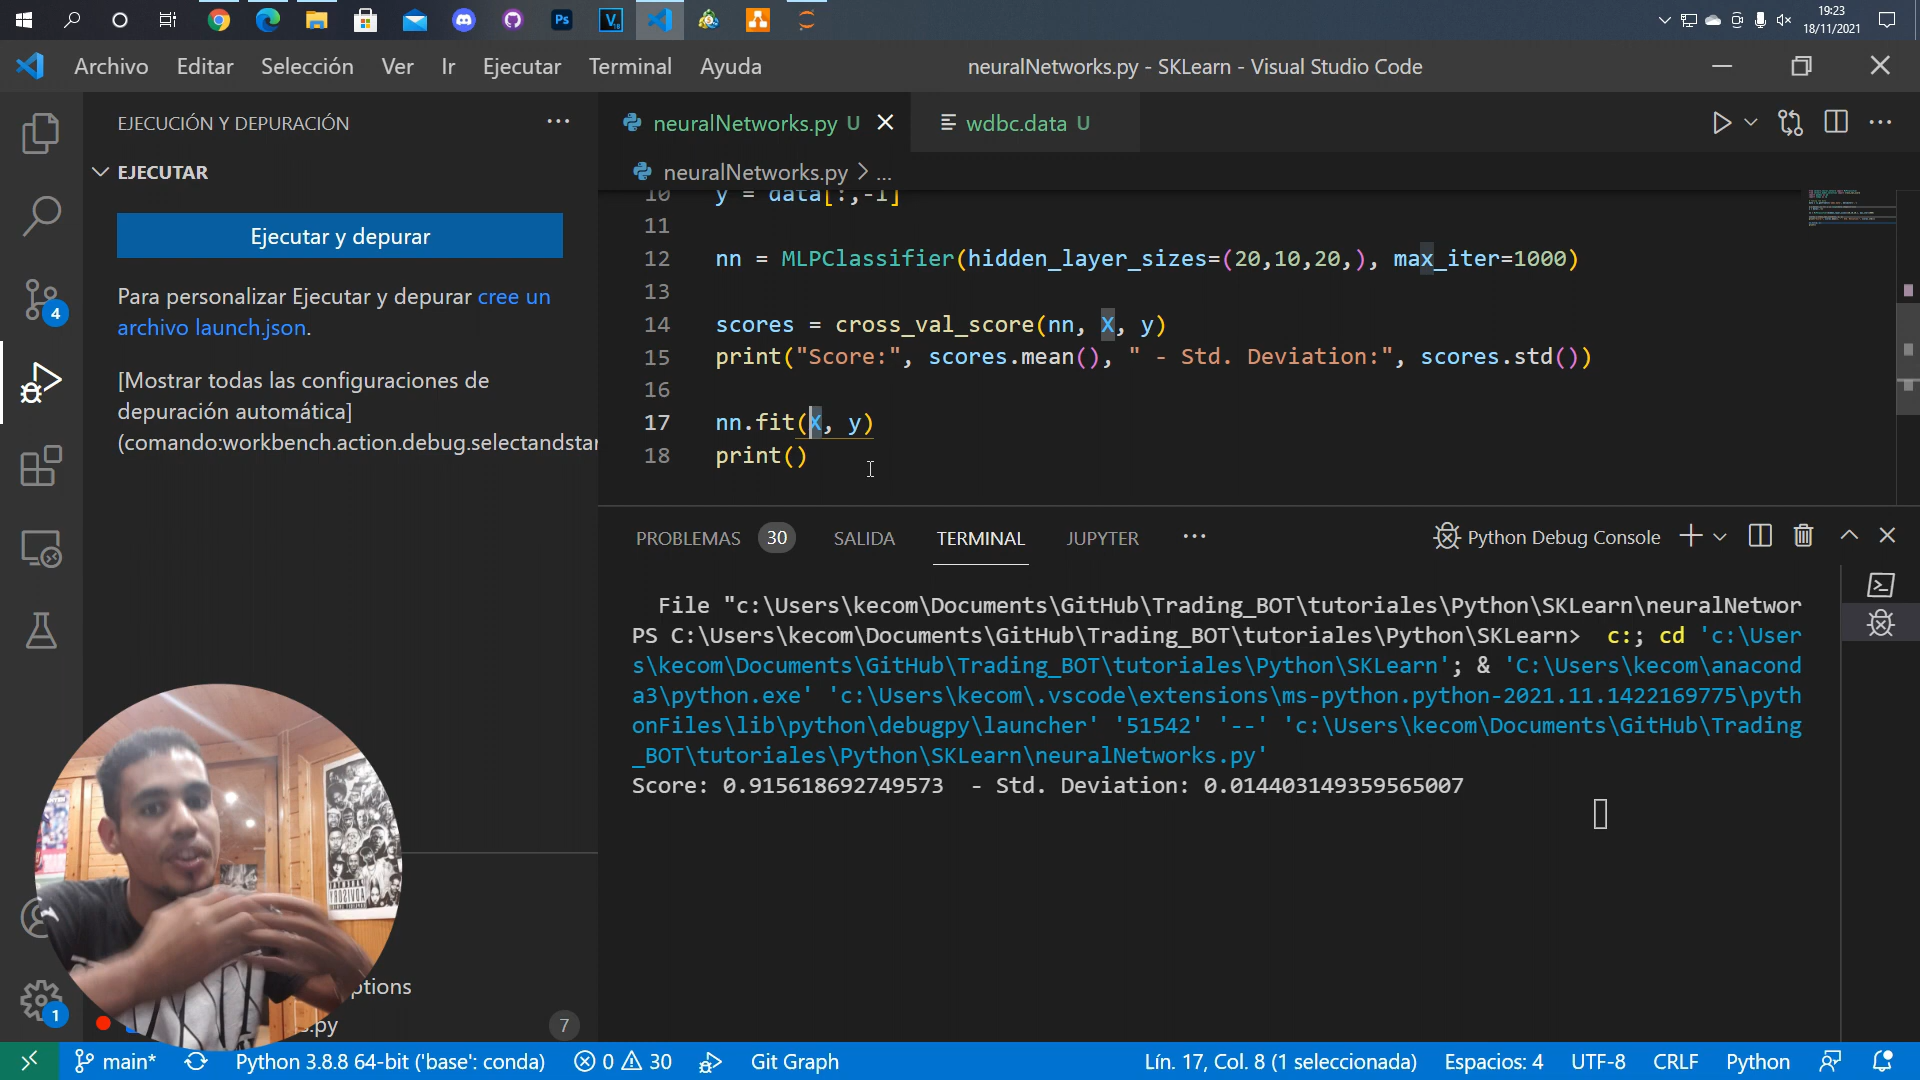 19:23
18/11/2021
Archivo Editar Selección Ver Ir Ejecutar Terminal Ayuda
neuralNetworks.py - SKLearn - Visual Studio Code
EJECUCIÓN Y DEPURACIÓN ...
EJECUTAR
Ejecutar y depurar
Para personalizar Ejecutar y depurar cree un
archivo launch.json.
[Mostrar todas las configuraciones de
depuración automática]
(comando:workbench.action.debug.selectandstar
4
neuralNetworks.py U
wdbc.data U
neuralNetworks.py > ...
10 y = data[:,-1]
11
12 nn = MLPClassifier(hidden_layer_sizes=(20,10,20,), max_iter=1000)
13
14 scores = cross_val_score(nn, X, y)
15 print("Score:", scores.mean(), " - Std. Deviation:", scores.std())
16
17 nn.fit(X, y)
18 print()
PROBLEMAS 30 SALIDA TERMINAL JUPYTER ... Python Debug Console
File "c:\Users\kecom\Documents\GitHub\Trading_BOT\tutoriales\Python\SKLearn\neuralNetwor
PS C:\Users\kecom\Documents\GitHub\Trading_BOT\tutoriales\Python\SKLearn> c:; cd 'c:\User
s\kecom\Documents\GitHub\Trading_BOT\tutoriales\Python\SKLearn'; & 'C:\Users\kecom\anacond
a3\python.exe' 'c:\Users\kecom\.vscode\extensions\ms-python.python-2021.11.1422169775\pyth
onFiles\lib\python\debugpy\launcher' '51542' '--' 'c:\Users\kecom\Documents\GitHub\Trading
_BOT\tutoriales\Python\SKLearn\neuralNetworks.py'
Score: 0.915618692749573 - Std. Deviation: 0.014403149359565007
ptions
s.py 7
1
main* Python 3.8.8 64-bit ('base': conda) 0 30 Git Graph
Lín. 17, Col. 8 (1 seleccionada) Espacios: 4 UTF-8 CRLF Python